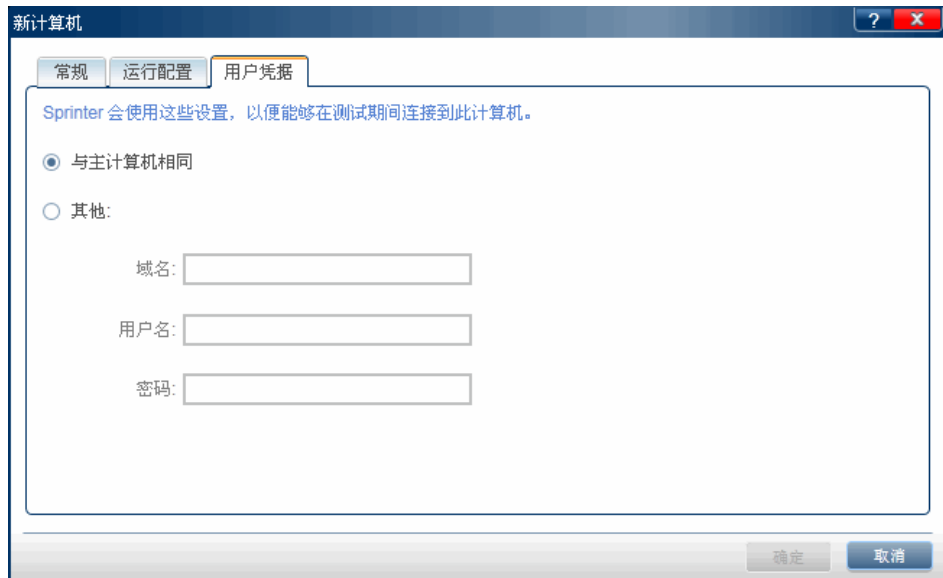 新计算机
?
常规 运行配置 用户凭据
Sprinter 会使用这些设置，以便能够在测试期间连接到此计算机。
与主计算机相同
其他:
域名:
用户名:
密码:
确定 取消